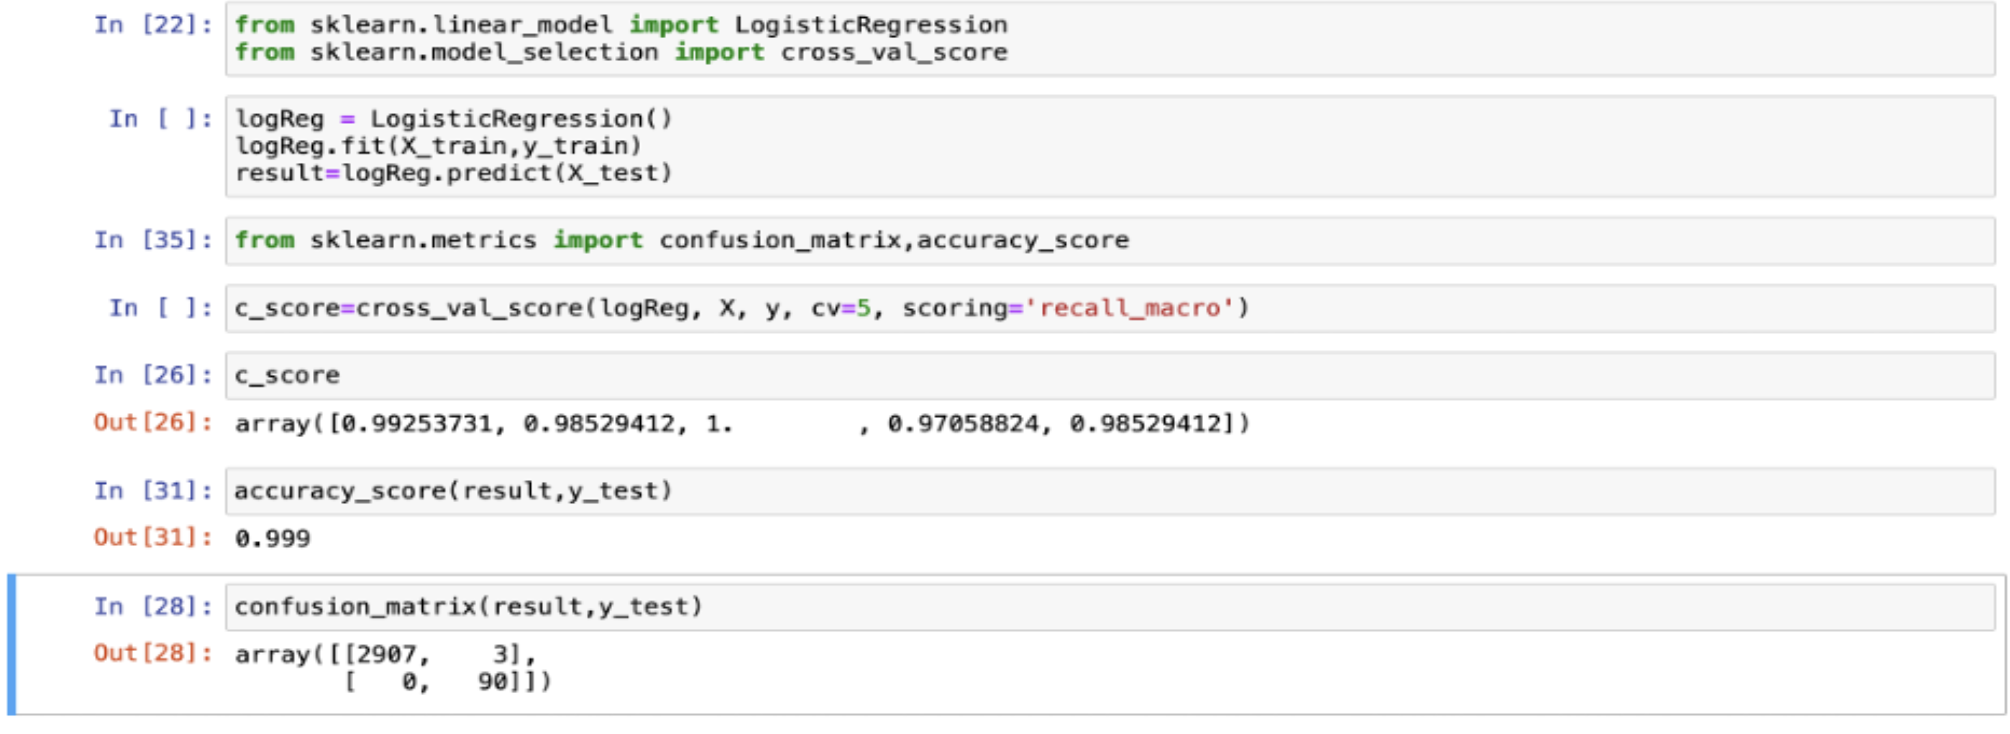 In [22]: from sklearn.linear_model import LogisticRegression
from sklearn.model_selection import cross_val_score
In [ ]: logReg = LogisticRegression()
logReg.fit(X_train,y_train)
result=logReg.predict(X_test)
In [35]: from sklearn.metrics import confusion_matrix,accuracy_score
In [ ]: c_score=cross_val_score(logReg, X, y, cv=5, scoring='recall_macro')
In [26]: c_score
Out[26]: array([0.99253731, 0.98529412, 1.        , 0.97058824, 0.98529412])
In [31]: accuracy_score(result,y_test)
Out[31]: 0.999
In [28]: confusion_matrix(result,y_test)
Out[28]: array([[2907,    3],
[   0,   90]])